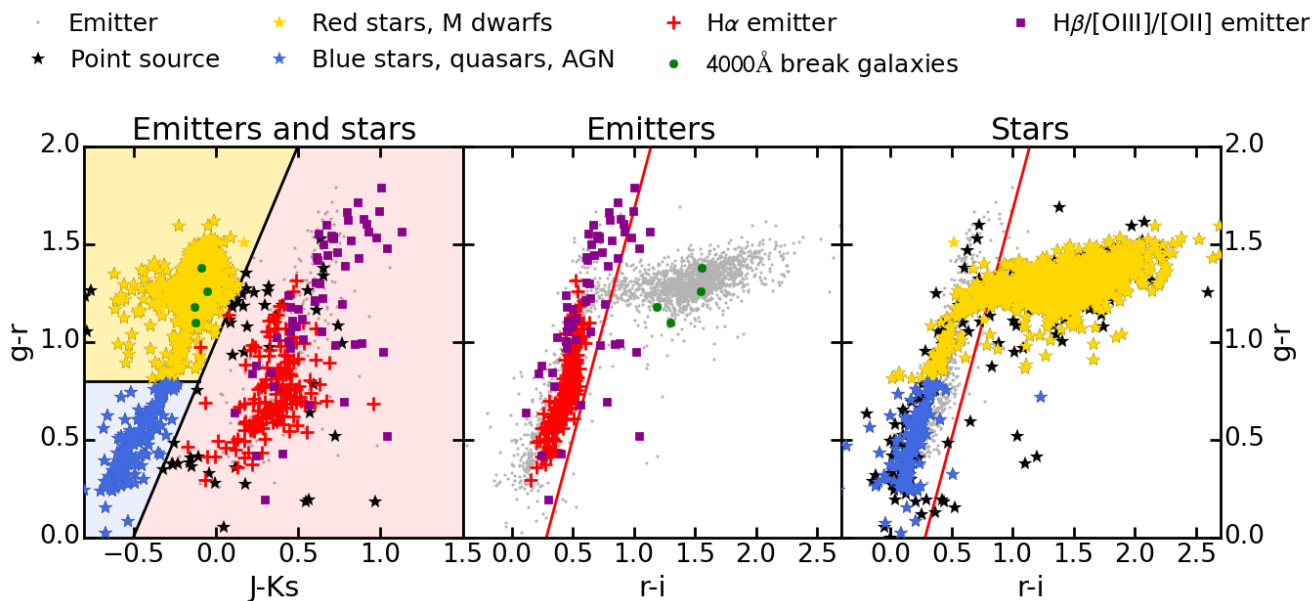 Emitter
Red stars, M dwarfs
Hα emitter
Hβ/[OIII]/[OII] emitter
Point source
Blue stars, quasars, AGN
4000Å break galaxies
Emitters and stars
Emitters
Stars
2.0
1.5
1.0
0.5
0.0
g-r
2.0
1.5
1.0
0.5
0.0
g-r
−0.5 0.0 0.5 1.0 1.5
0.0 0.5 1.0 1.5 2.0 2.5
0.0 0.5 1.0 1.5 2.0 2.5
J-Ks
r-i
r-i